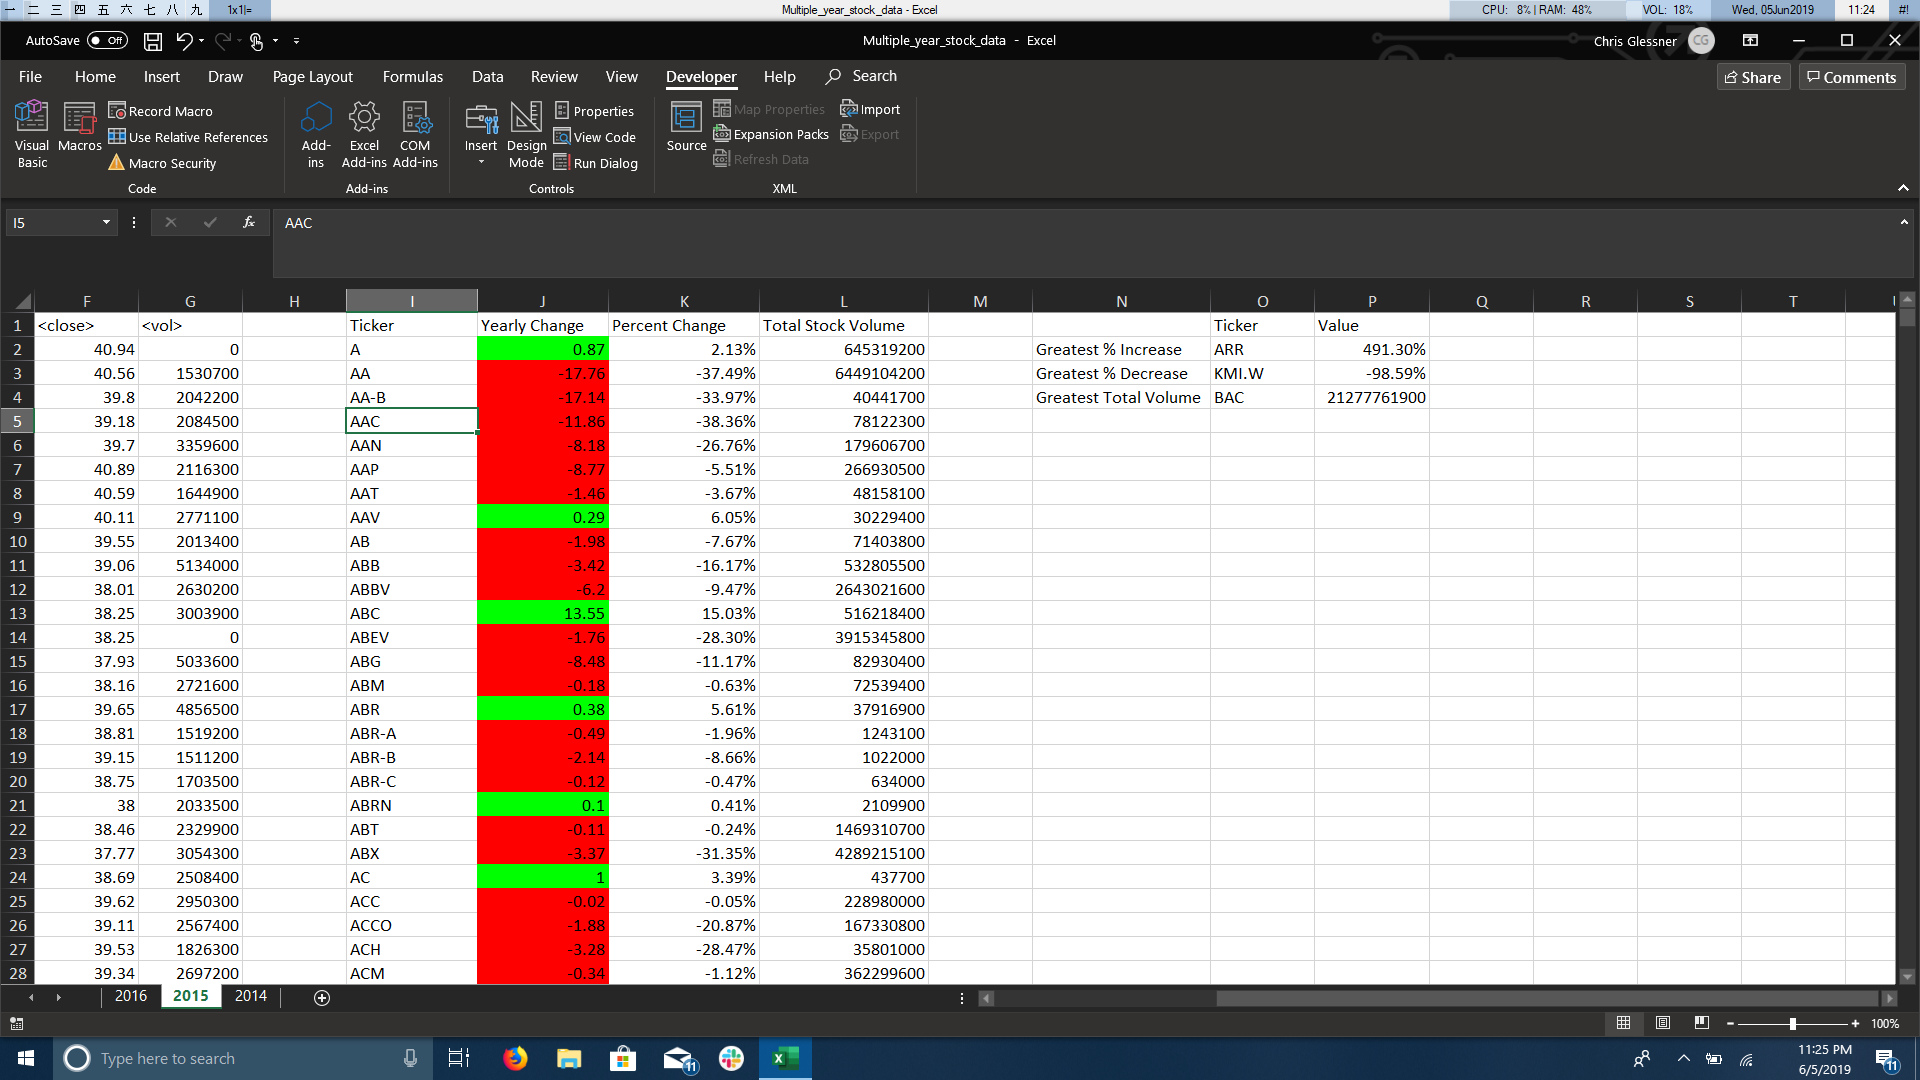 一 二 三 四 五 六 七 八 九 1x1|= Multiple_year_stock_data - Excel CPU: 8% | RAM: 48% VOL: 18% Wed, 05Jun2019 11:24 #!
AutoSave Off Multiple_year_stock_data - Excel Chris Glessner CG
File Home Insert Draw Page Layout Formulas Data Review View Developer Help Search Share Comments
Visual Basic
Macros
Record Macro
Use Relative References
Macro Security
Code
Add-ins
Excel Add-ins
COM Add-ins
Add-ins
Insert
Design Mode
Properties
View Code
Run Dialog
Controls
Source
Map Properties
Expansion Packs
Refresh Data
Import
Export
XML
I5 fx AAC
F G H I J K L M N O P Q R S T
1 <close> <vol> Ticker Yearly Change Percent Change Total Stock Volume Ticker Value
2 40.94 0 A 0.87 2.13% 645319200 Greatest % Increase ARR 491.30%
3 40.56 1530700 AA -17.76 -37.49% 6449104200 Greatest % Decrease KMI.W -98.59%
4 39.8 2042200 AA-B -17.14 -33.97% 40441700 Greatest Total Volume BAC 21277761900
5 39.18 2084500 AAC -11.86 -38.36% 78122300
6 39.7 3359600 AAN -8.18 -26.76% 179606700
7 40.89 2116300 AAP -8.77 -5.51% 266930500
8 40.59 1644900 AAT -1.46 -3.67% 48158100
9 40.11 2771100 AAV 0.29 6.05% 30229400
10 39.55 2013400 AB -1.98 -7.67% 71403800
11 39.06 5134000 ABB -3.42 -16.17% 532805500
12 38.01 2630200 ABBV -6.2 -9.47% 2643021600
13 38.25 3003900 ABC 13.55 15.03% 516218400
14 38.25 0 ABEV -1.76 -28.30% 3915345800
15 37.93 5033600 ABG -8.48 -11.17% 82930400
16 38.16 2721600 ABM -0.18 -0.63% 72539400
17 39.65 4856500 ABR 0.38 5.61% 37916900
18 38.81 1519200 ABR-A -0.49 -1.96% 1243100
19 39.15 1511200 ABR-B -2.14 -8.66% 1022000
20 38.75 1703500 ABR-C -0.12 -0.47% 634000
21 38 2033500 ABRN 0.1 0.41% 2109900
22 38.46 2329900 ABT -0.11 -0.24% 1469310700
23 37.77 3054300 ABX -3.37 -31.35% 4289215100
24 38.69 2508400 AC 1 3.39% 437700
25 39.62 2950300 ACC -0.02 -0.05% 228980000
26 39.11 2567400 ACCO -1.88 -20.87% 167330800
27 39.53 1826300 ACH -3.28 -28.47% 35801000
28 39.34 2697200 ACM -0.34 -1.12% 362299600
2016 2015 2014
100%
Type here to search 11 11:25 PM
6/5/2019 11